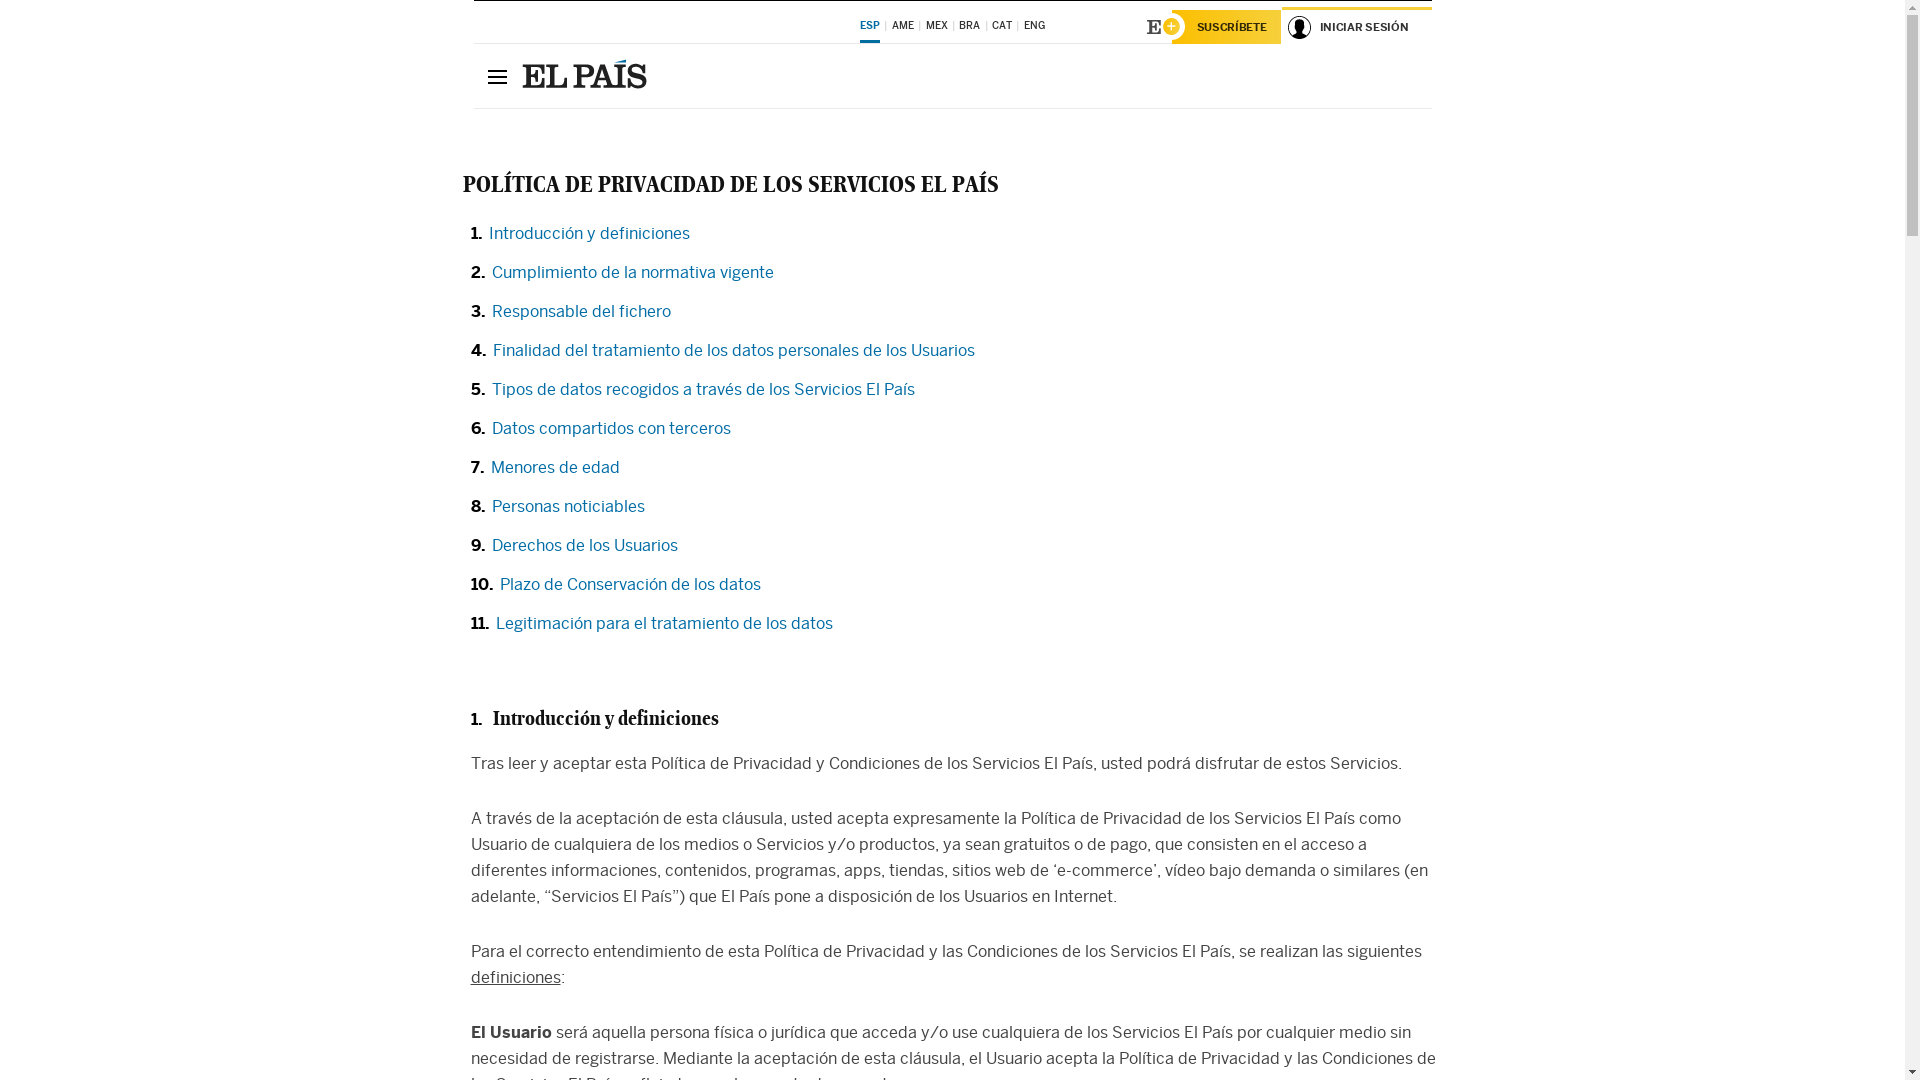 ESP | AME | MEX | BRA | CAT | ENG
E+ SUSCRÍBETE INICIAR SESIÓN
EL PAÍS
POLÍTICA DE PRIVACIDAD DE LOS SERVICIOS EL PAÍS
1. Introducción y definiciones
2. Cumplimiento de la normativa vigente
3. Responsable del fichero
4. Finalidad del tratamiento de los datos personales de los Usuarios
5. Tipos de datos recogidos a través de los Servicios El País
6. Datos compartidos con terceros
7. Menores de edad
8. Personas noticiables
9. Derechos de los Usuarios
10. Plazo de Conservación de los datos
11. Legitimación para el tratamiento de los datos
1. Introducción y definiciones
Tras leer y aceptar esta Política de Privacidad y Condiciones de los Servicios El País, usted podrá disfrutar de estos Servicios.
A través de la aceptación de esta cláusula, usted acepta expresamente la Política de Privacidad de los Servicios El País como
Usuario de cualquiera de los medios o Servicios y/o productos, ya sean gratuitos o de pago, que consisten en el acceso a
diferentes informaciones, contenidos, programas, apps, tiendas, sitios web de ‘e-commerce’, vídeo bajo demanda o similares (en
adelante, “Servicios El País”) que El País pone a disposición de los Usuarios en Internet.
Para el correcto entendimiento de esta Política de Privacidad y las Condiciones de los Servicios El País, se realizan las siguientes
definiciones:
El Usuario será aquella persona física o jurídica que acceda y/o use cualquiera de los Servicios El País por cualquier medio sin
necesidad de registrarse. Mediante la aceptación de esta cláusula, el Usuario acepta la Política de Privacidad y las Condiciones de